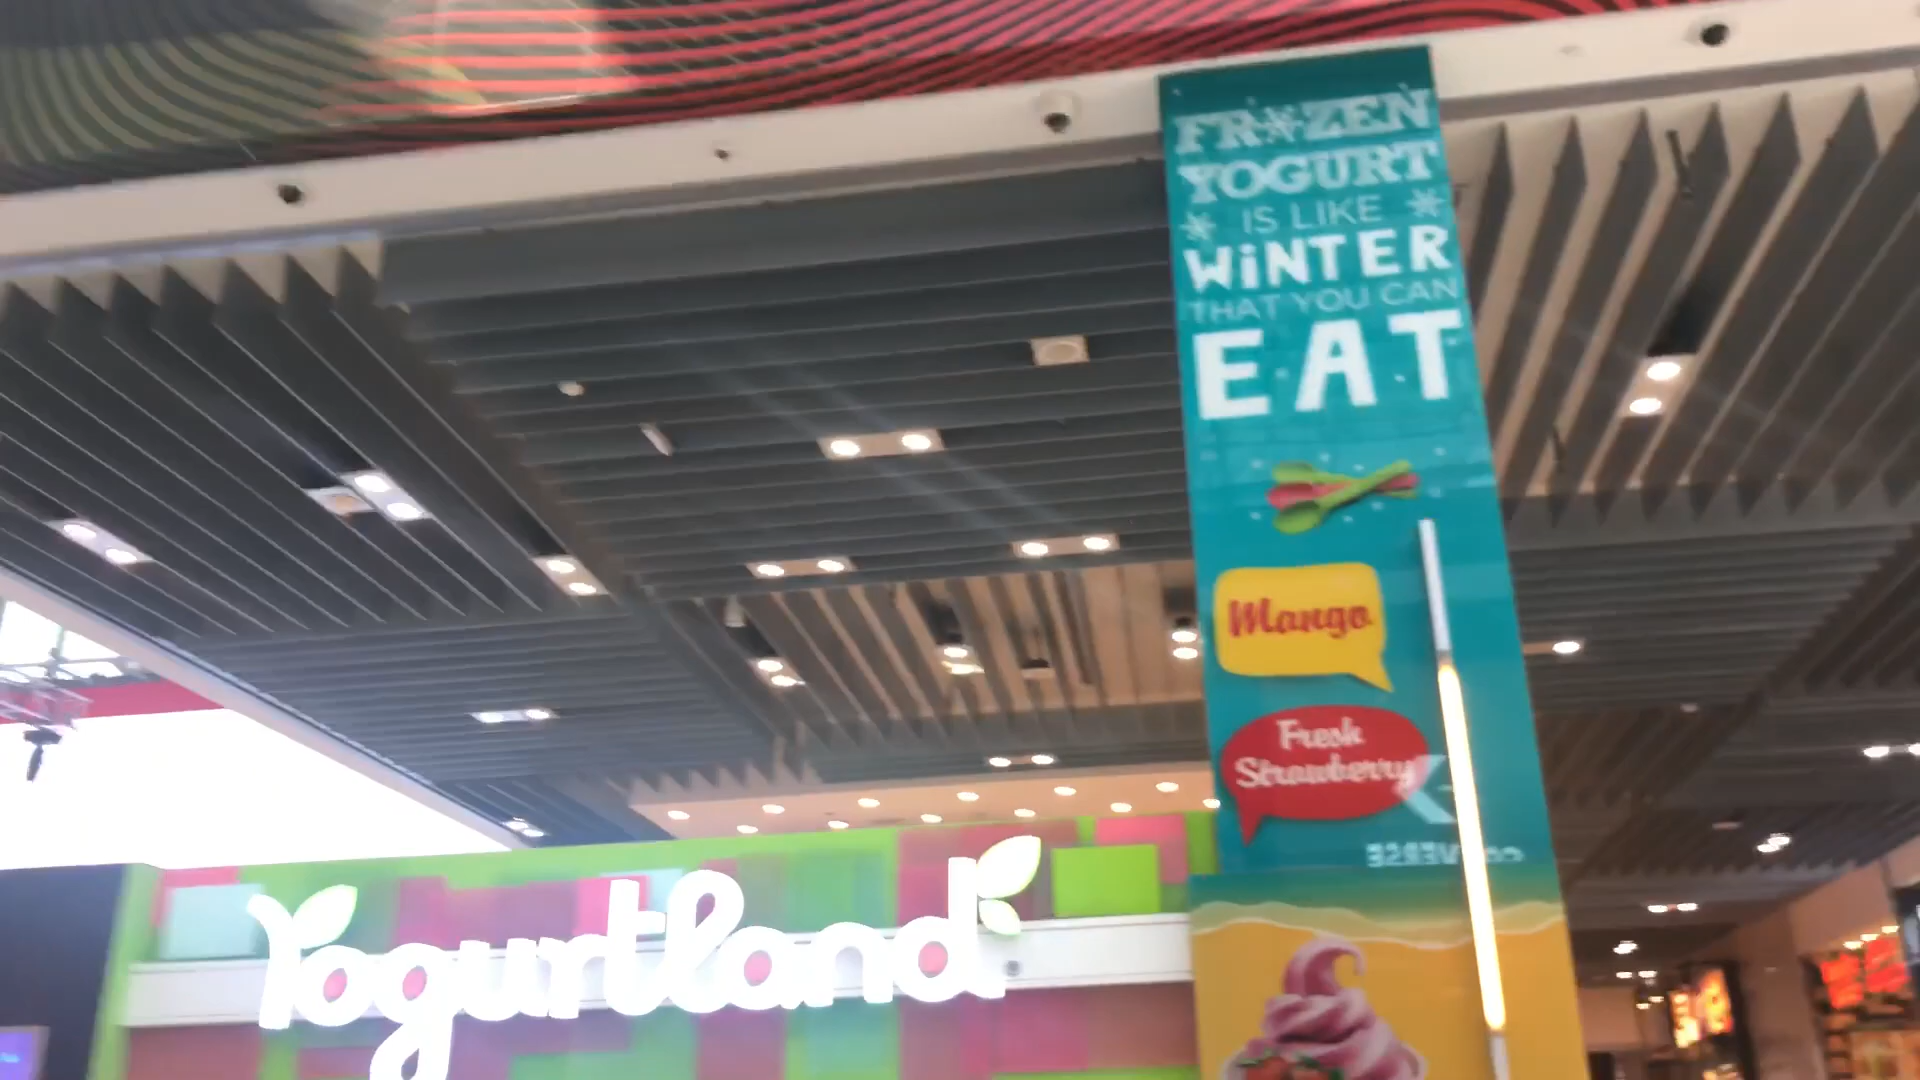 FROZEN
YOGURT
IS LIKE
WiNTER
THAT YOU CAN
EAT
Mango
Fresh
Strawberry
Yogurtland